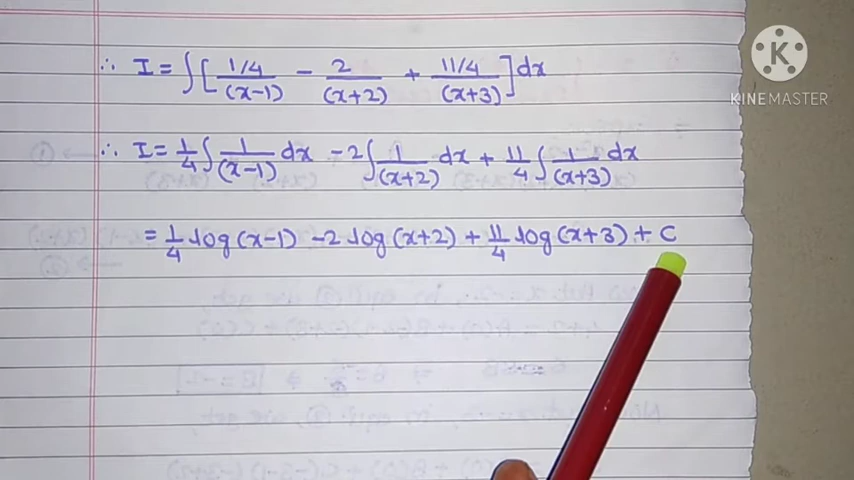 ∴ I = ∫ [ 1/4 / (x-1) - 2 / (x+2) + 11/4 / (x+3) ] dx
KINEMASTER
∴ I = 1/4 ∫ 1/(x-1) dx - 2 ∫ 1/(x+2) dx + 11/4 ∫ 1/(x+3) dx
= 1/4 log(x-1) - 2 log(x+2) + 11/4 log(x+3) + C